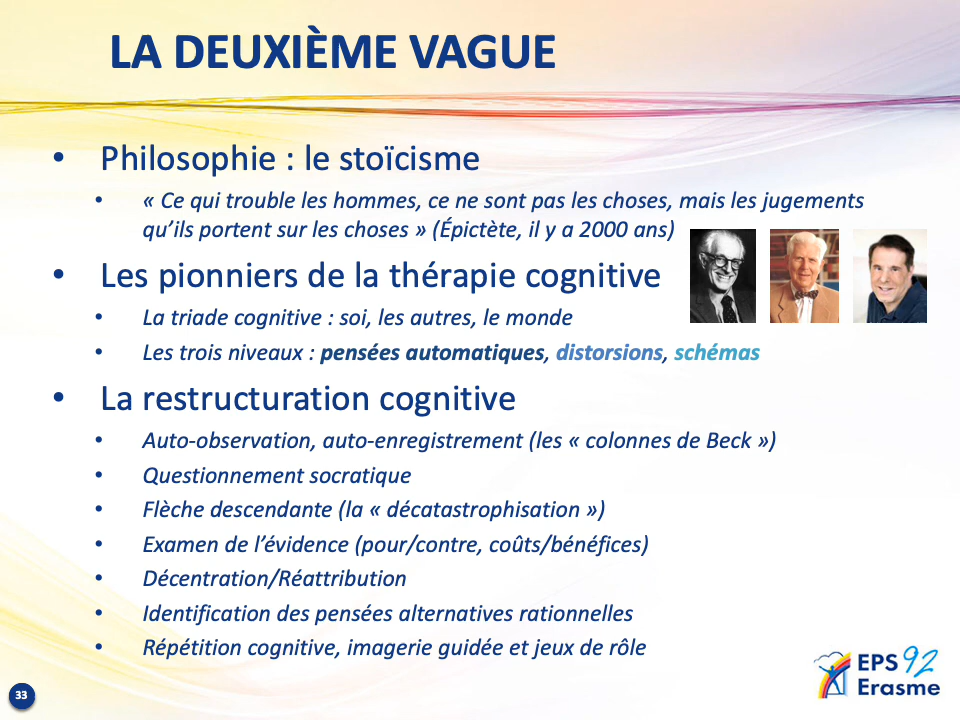 LA DEUXIÈME VAGUE
• Philosophie : le stoïcisme
• « Ce qui trouble les hommes, ce ne sont pas les choses, mais les jugements
qu’ils portent sur les choses » (Épictète, il y a 2000 ans)
• Les pionniers de la thérapie cognitive
• La triade cognitive : soi, les autres, le monde
• Les trois niveaux : pensées automatiques, distorsions, schémas
• La restructuration cognitive
• Auto-observation, auto-enregistrement (les « colonnes de Beck »)
• Questionnement socratique
• Flèche descendante (la « décatastrophisation »)
• Examen de l’évidence (pour/contre, coûts/bénéfices)
• Décentration/Réattribution
• Identification des pensées alternatives rationnelles
• Répétition cognitive, imagerie guidée et jeux de rôle
EPS 92
Erasme
33